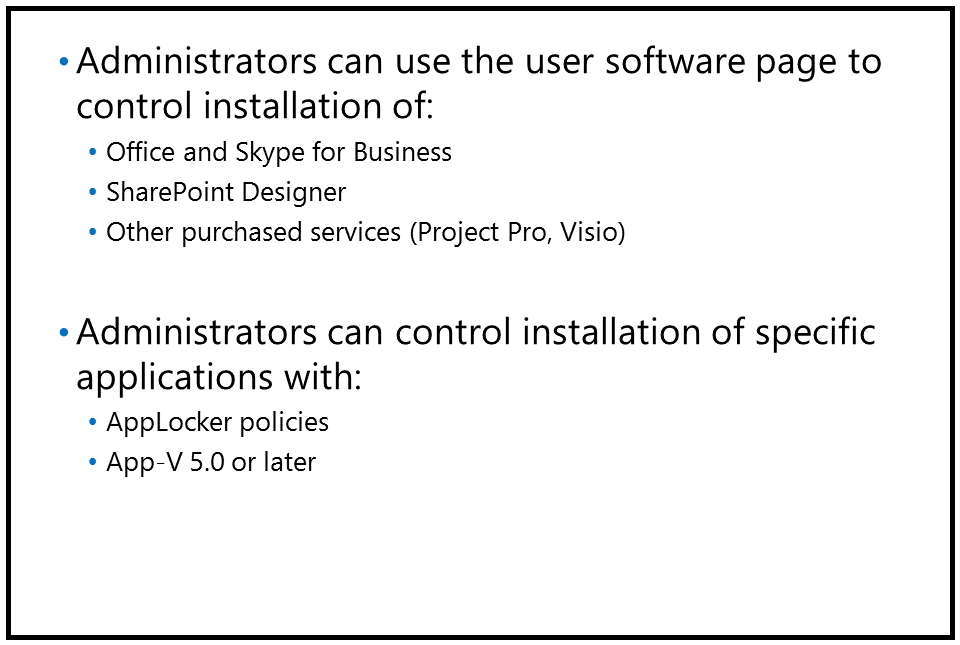 • Administrators can use the user software page to
control installation of:
• Office and Skype for Business
• SharePoint Designer
• Other purchased services (Project Pro, Visio)
• Administrators can control installation of specific
applications with:
• AppLocker policies
• App-V 5.0 or later